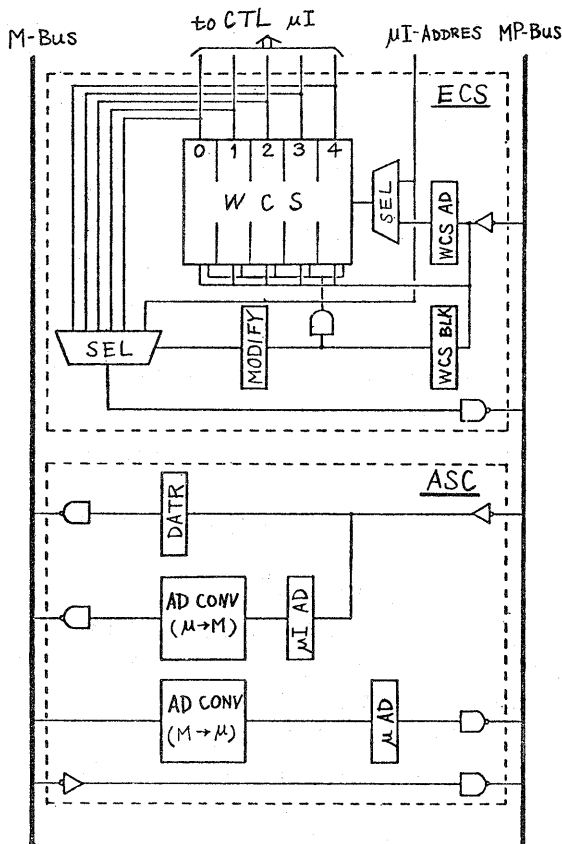 to CTL μI
M-Bus
μI-ADDRES
MP-Bus
ECS
0 1 2 3 4
W C S
SEL
WCS AD
SEL
MODIFY
WCS BLK
ASC
DATR
AD CONV
(μ→M)
μI AD
AD CONV
(M→μ)
μ AD